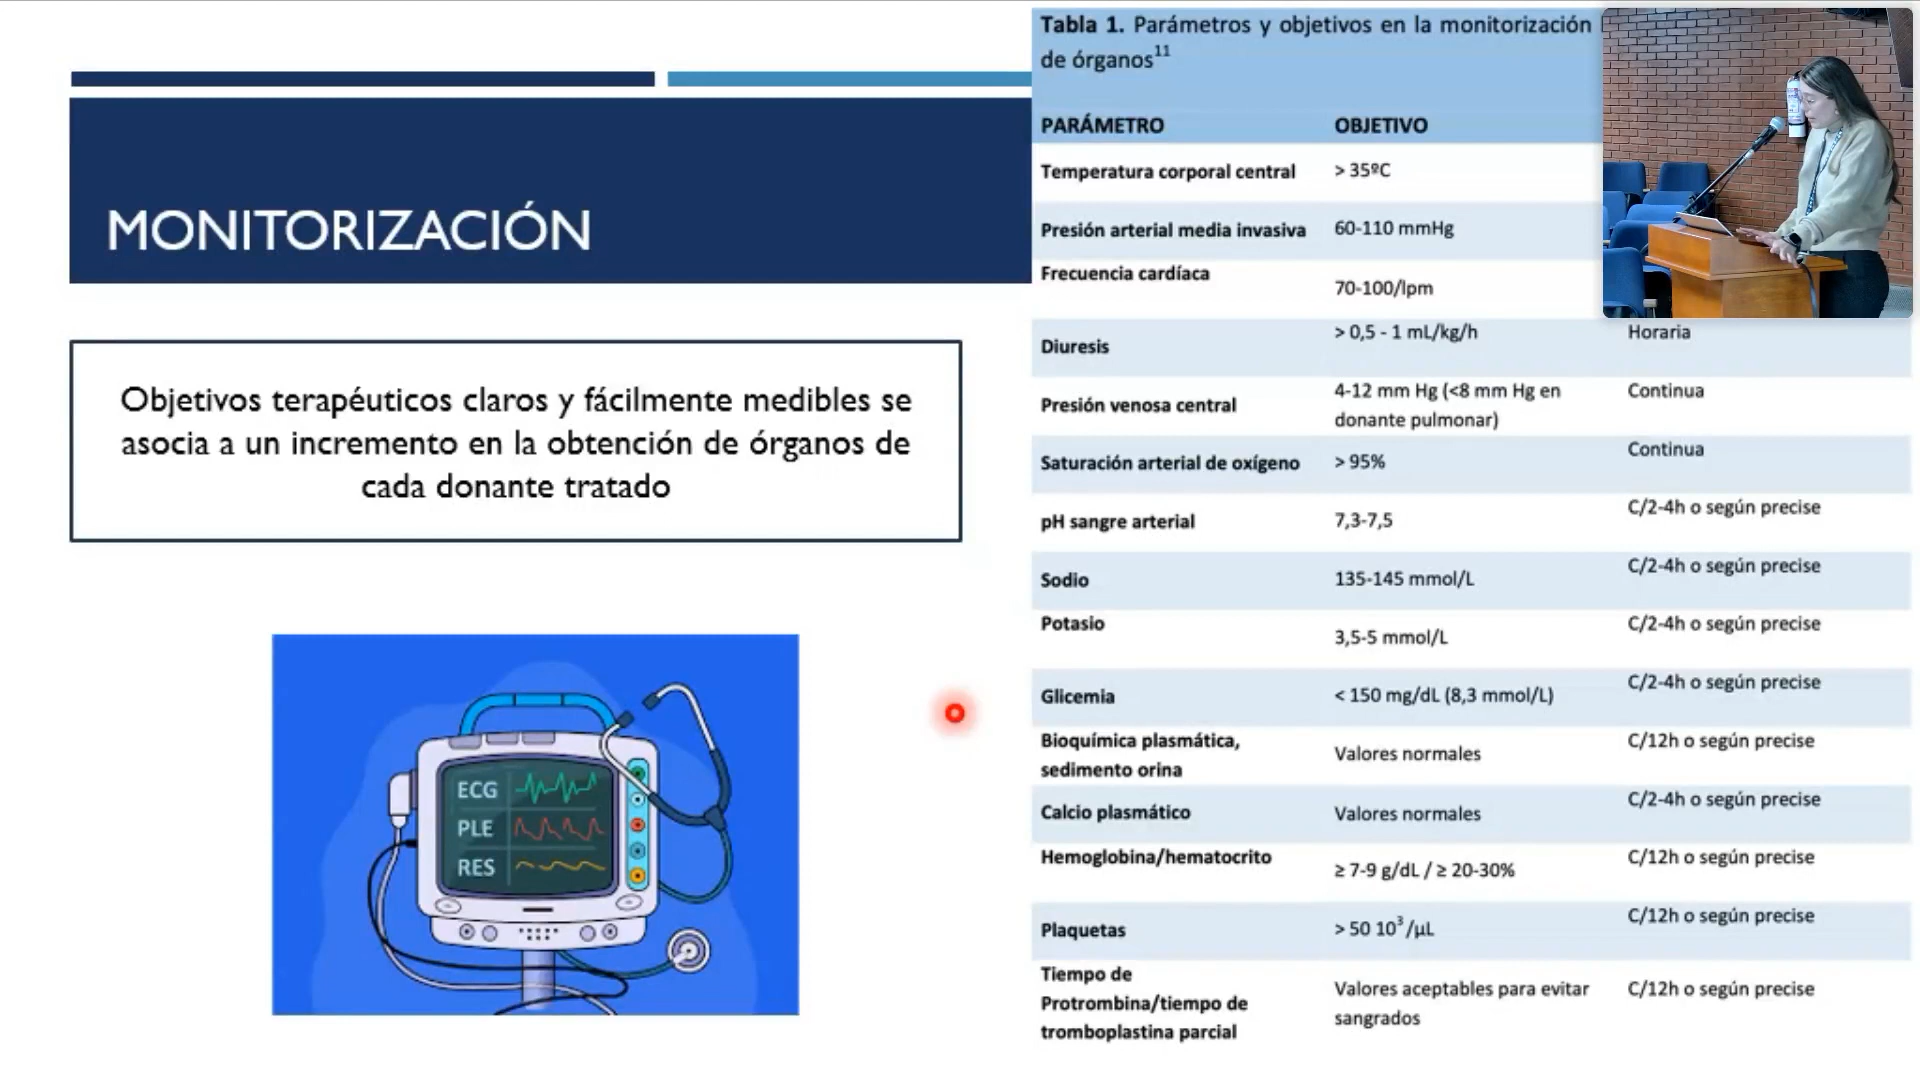 MONITORIZACIÓN
Objetivos terapéuticos claros y fácilmente medibles se
asocia a un incremento en la obtención de órganos de
cada donante tratado
ECG
PLE
RES
Tabla 1. Parámetros y objetivos en la monitorización
de órganos¹¹
PARÁMETRO OBJETIVO
Temperatura corporal central > 35ºC
Presión arterial media invasiva 60-110 mmHg
Frecuencia cardíaca 70-100/lpm
Diuresis > 0,5 - 1 mL/kg/h Horaria
Presión venosa central 4-12 mm Hg (<8 mm Hg en
donante pulmonar) Continua
Saturación arterial de oxígeno > 95% Continua
pH sangre arterial 7,3-7,5 C/2-4h o según precise
Sodio 135-145 mmol/L C/2-4h o según precise
Potasio 3,5-5 mmol/L C/2-4h o según precise
Glicemia < 150 mg/dL (8,3 mmol/L) C/2-4h o según precise
Bioquímica plasmática,
sedimento orina Valores normales C/12h o según precise
Calcio plasmático Valores normales C/2-4h o según precise
Hemoglobina/hematocrito ≥ 7-9 g/dL / ≥ 20-30% C/12h o según precise
Plaquetas > 50 10³/µL C/12h o según precise
Tiempo de
Protrombina/tiempo de
tromboplastina parcial Valores aceptables para evitar
sangrados C/12h o según precise